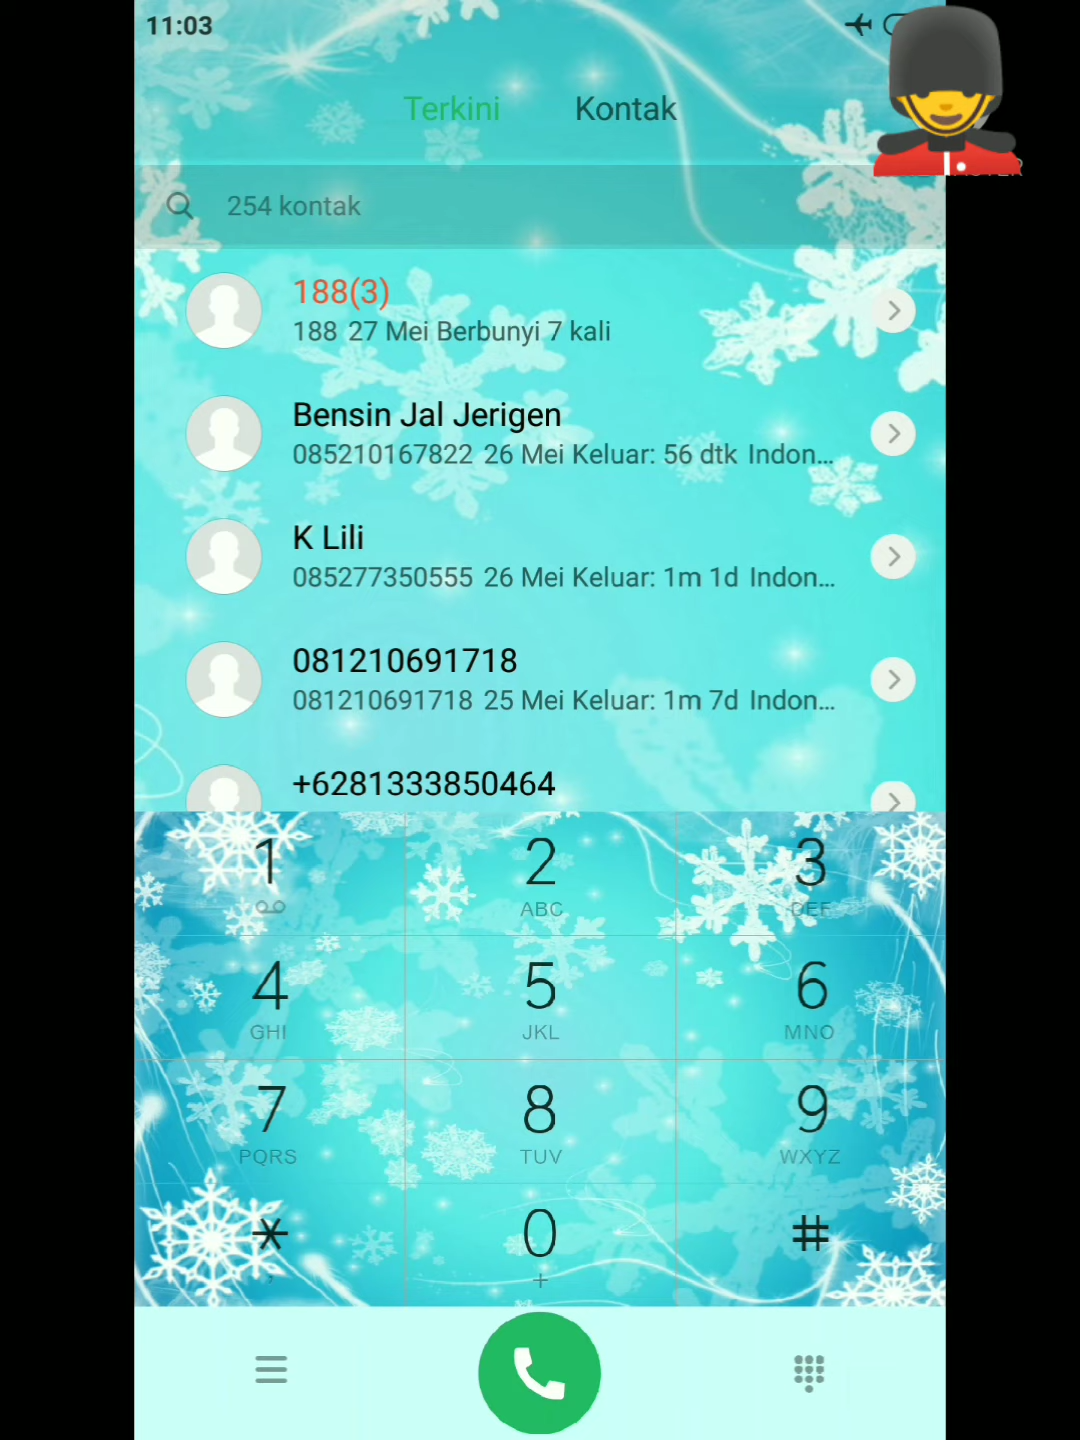 11:03
Terkini Kontak
254 kontak
188(3)
188 27 Mei Berbunyi 7 kali
Bensin Jal Jerigen
085210167822 26 Mei Keluar: 56 dtk Indon...
K Lili
085277350555 26 Mei Keluar: 1m 1d Indon...
081210691718
081210691718 25 Mei Keluar: 1m 7d Indon...
+6281333850464
1 2 3
ABC DEF
4 5 6
GHI JKL MNO
7 8 9
PQRS TUV WXYZ
* 0 #
, +